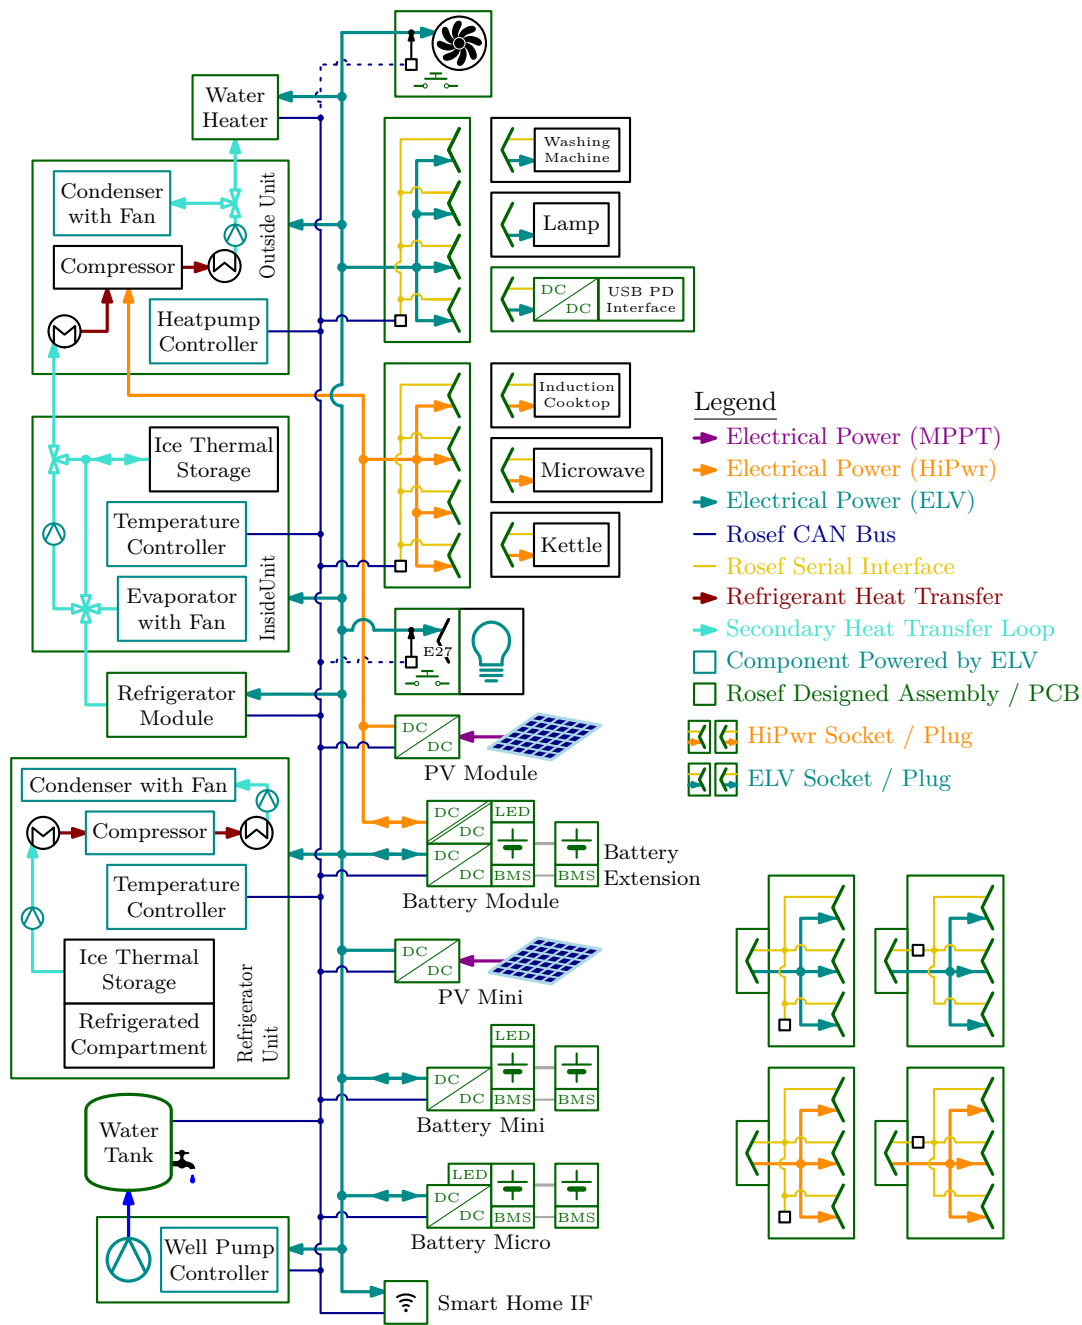 Water
Heater
Condenser
with Fan
Outside Unit
Compressor
Heatpump
Controller
Washing
Machine
Lamp
DC
DC
USB PD
Interface
Ice Thermal
Storage
Temperature
Controller
Evaporator
with Fan
InsideUnit
Induction
Cooktop
Microwave
Kettle
E27
Refrigerator
Module
DC
DC
PV Module
Condenser with Fan
Compressor
Temperature
Controller
Ice Thermal
Storage
Refrigerated
Compartment
Refrigerator
Unit
DC
DC
LED
DC
DC
BMS
BMS
Battery
Extension
Battery Module
DC
DC
PV Mini
LED
DC
DC
BMS
BMS
Battery Mini
Water
Tank
LED
DC
DC
BMS
BMS
Battery Micro
Well Pump
Controller
Smart Home IF
Legend
Electrical Power (MPPT)
Electrical Power (HiPwr)
Electrical Power (ELV)
Rosef CAN Bus
Rosef Serial Interface
Refrigerant Heat Transfer
Secondary Heat Transfer Loop
Component Powered by ELV
Rosef Designed Assembly / PCB
HiPwr Socket / Plug
ELV Socket / Plug